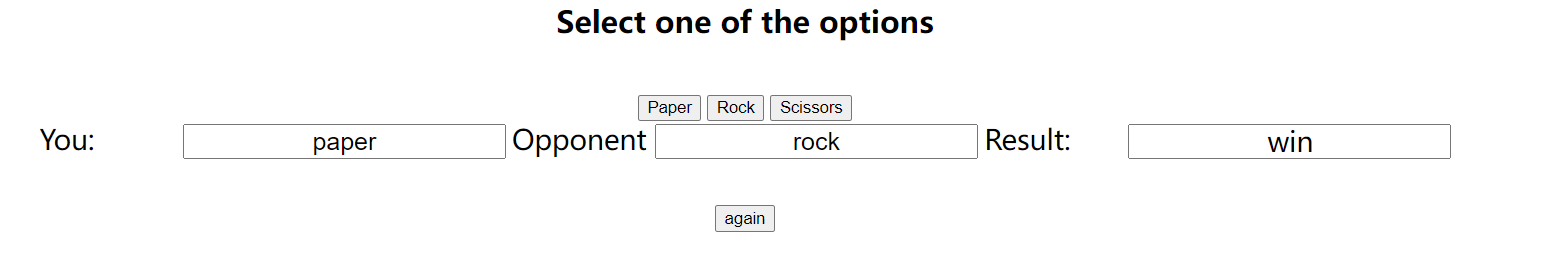 Select one of the options
Paper Rock Scissors
You: paper Opponent rock Result: win
again